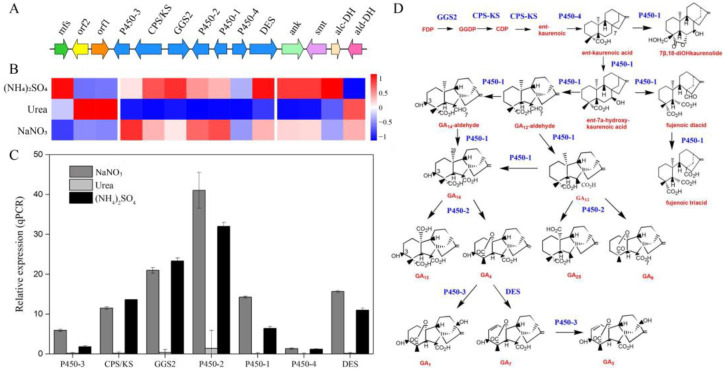 A
mfs orf2 orf1 P450-3 CPS/KS GGS2 P450-2 P450-1 P450-4 DES ank smt alc-DH ald-DH
B
(NH₄)₂SO₄
Urea
NaNO₃
1
0.5
0
−0.5
−1
C
Relative expression (qPCR)
50
40
30
20
10
0
NaNO₃
Urea
(NH₄)₂SO₄
P450-3 CPS/KS GGS2 P450-2 P450-1 P450-4 DES
D
GGS2 CPS-KS CPS-KS P450-4 P450-1
FDP GGDP CDP ent-kaurenoic
ent-kaurenoic acid 7β,18-diOHkaurenolide
P450-1
P450-1 P450-1 P450-1
GA₁₄-aldehyde GA₁₂-aldehyde ent-7a-hydroxy-kaurenoic acid fujenoic diacid
P450-1 P450-1 P450-1
P450-1
GA₁₄ GA₁₂ fujenoic triacid
P450-2 P450-2
GA₁₃ GA₄ GA₂₅ GA₉
P450-3 DES
P450-3
GA₁ GA₇ GA₃